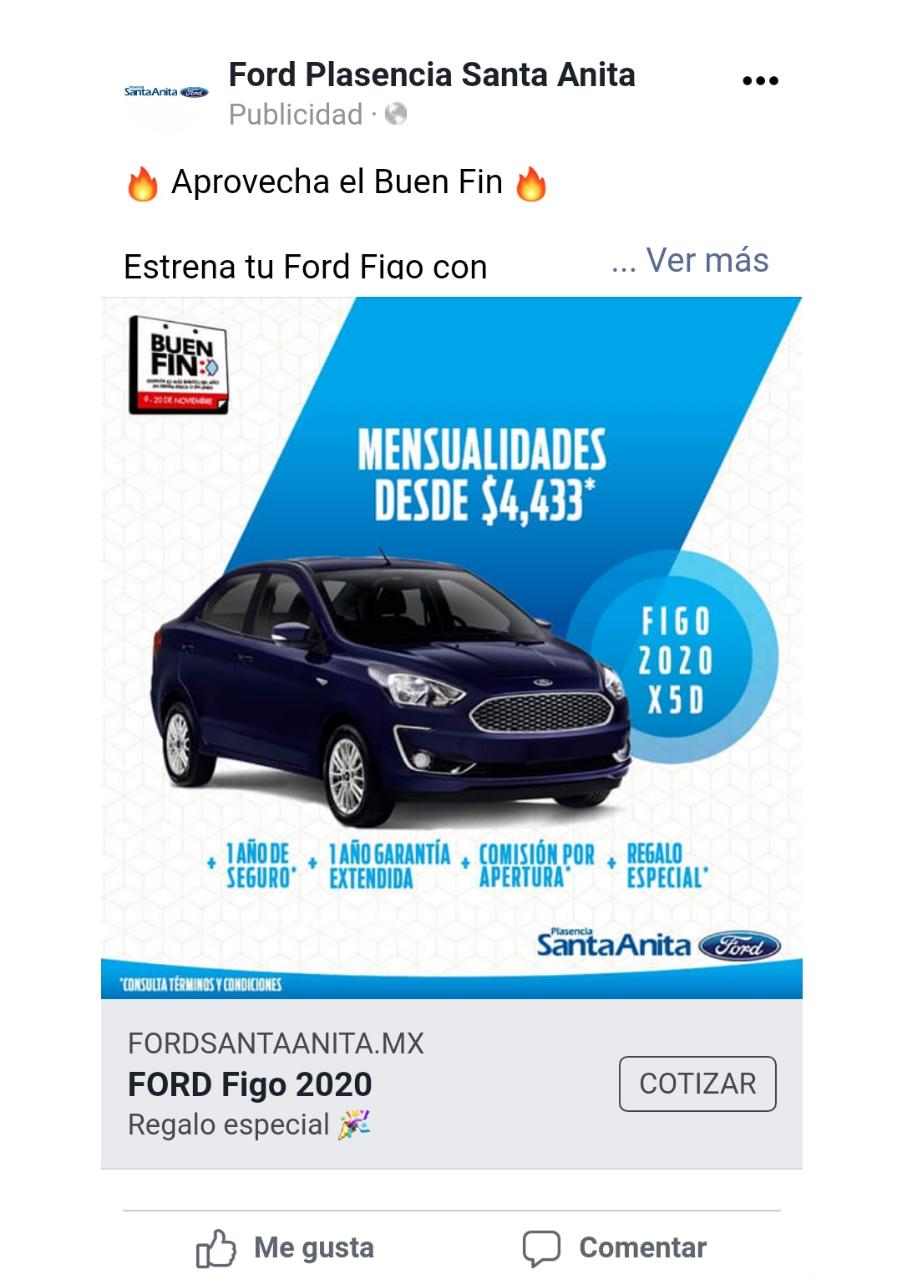 Plasencia
SantaAnita Ford
Ford Plasencia Santa Anita
Publicidad ·
🔥 Aprovecha el Buen Fin 🔥
Estrena tu Ford Figo con
... Ver más
BUEN
FIN
9 - 20 DE NOVIEMBRE
MENSUALIDADES
DESDE $4,433*
FIGO
2020
X5D
+ 1 AÑO DE
SEGURO*
+ 1 AÑO GARANTÍA
EXTENDIDA
+ COMISIÓN POR
APERTURA*
+ REGALO
ESPECIAL*
Plasencia
SantaAnita Ford
*CONSULTA TÉRMINOS Y CONDICIONES
FORDSANTAANITA.MX
FORD Figo 2020
Regalo especial 🎉
COTIZAR
Me gusta
Comentar